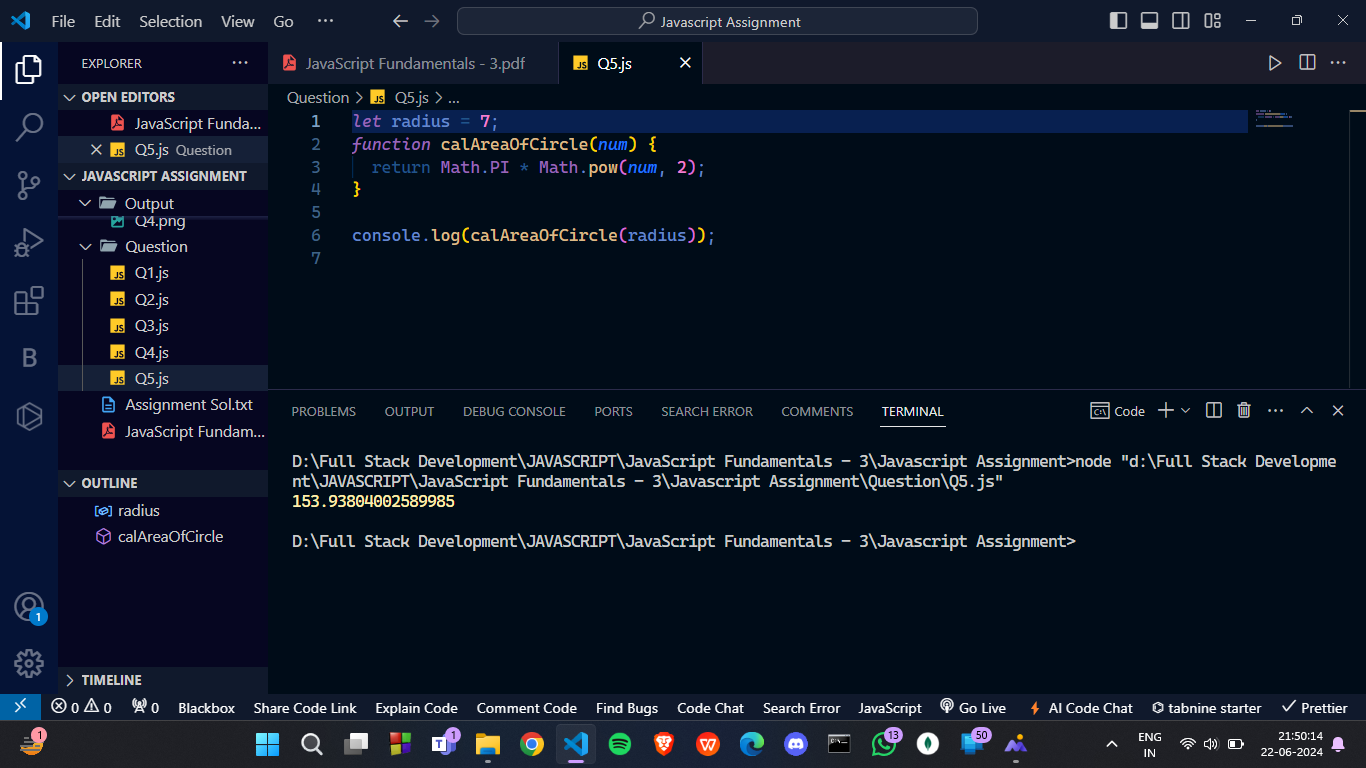 File Edit Selection View Go ··· Javascript Assignment
EXPLORER ···
JavaScript Fundamentals - 3.pdf
Q5.js
OPEN EDITORS
JavaScript Funda...
Q5.js Question
JAVASCRIPT ASSIGNMENT
Output
Q4.png
Question
Q1.js
Q2.js
Q3.js
Q4.js
Q5.js
Assignment Sol.txt
JavaScript Fundam...
OUTLINE
radius
calAreaOfCircle
TIMELINE
Question > Q5.js > ...
1 let radius = 7;
2 function calAreaOfCircle(num) {
3 return Math.PI * Math.pow(num, 2);
4 }
5
6 console.log(calAreaOfCircle(radius));
7
PROBLEMS OUTPUT DEBUG CONSOLE PORTS SEARCH ERROR COMMENTS TERMINAL Code
D:\Full Stack Development\JAVASCRIPT\JavaScript Fundamentals - 3\Javascript Assignment>node "d:\Full Stack Developme
nt\JAVASCRIPT\JavaScript Fundamentals - 3\Javascript Assignment\Question\Q5.js"
153.93804002589985
D:\Full Stack Development\JAVASCRIPT\JavaScript Fundamentals - 3\Javascript Assignment>
B
1
0 0 0 Blackbox Share Code Link Explain Code Comment Code Find Bugs Code Chat Search Error JavaScript Go Live AI Code Chat tabnine starter Prettier
1
1
13
50
ENG
IN
21:50:14
22-06-2024